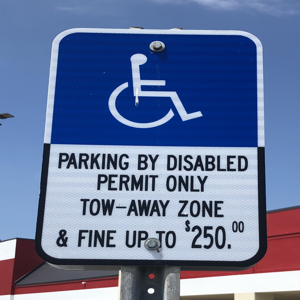 PARKING BY DISABLED
PERMIT ONLY
TOW-AWAY ZONE
& FINE UP TO $250.00